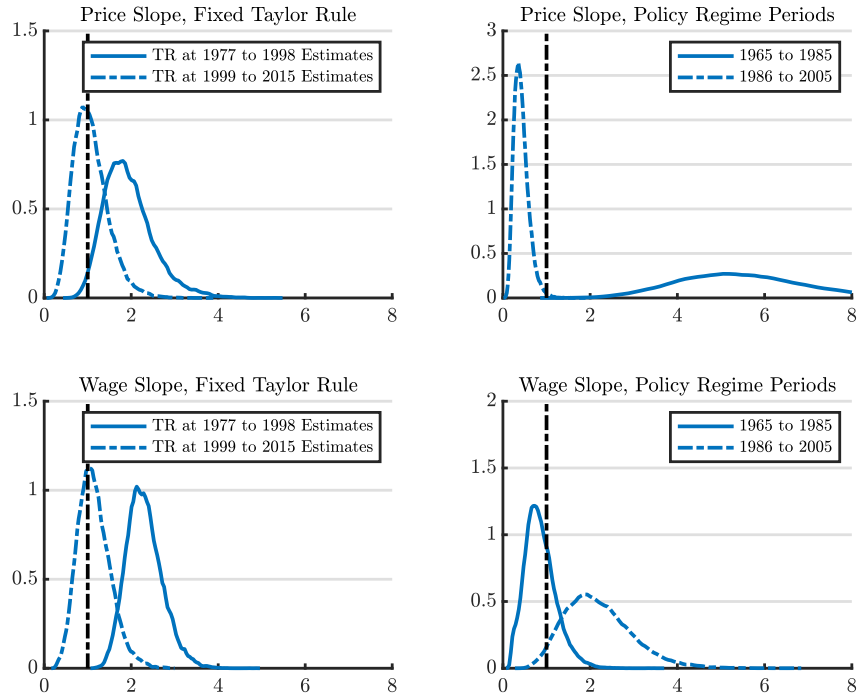 Price Slope, Fixed Taylor Rule
1.5
TR at 1977 to 1998 Estimates
TR at 1999 to 2015 Estimates
1
0.5
0
0 2 4 6 8
Price Slope, Policy Regime Periods
3
1965 to 1985
1986 to 2005
2.5
2
1.5
1
0.5
0
0 2 4 6 8
Wage Slope, Fixed Taylor Rule
1.5
TR at 1977 to 1998 Estimates
TR at 1999 to 2015 Estimates
1
0.5
0
0 2 4 6 8
Wage Slope, Policy Regime Periods
2
1965 to 1985
1986 to 2005
1.5
1
0.5
0
0 2 4 6 8